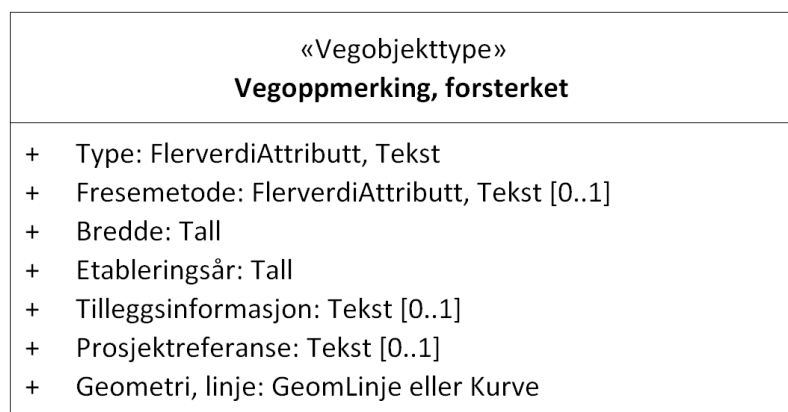 «Vegobjekttype»
Vegoppmerking, forsterket
+ Type: FlerverdiAttributt, Tekst
+ Fresemetode: FlerverdiAttributt, Tekst [0..1]
+ Bredde: Tall
+ Etableringsår: Tall
+ Tilleggsinformasjon: Tekst [0..1]
+ Prosjektreferanse: Tekst [0..1]
+ Geometri, linje: GeomLinje eller Kurve